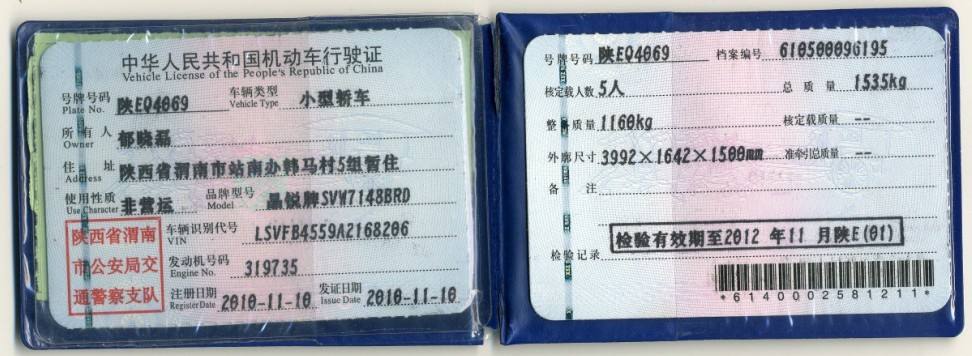 中华人民共和国机动车行驶证
Vehicle License of the People's Republic of China
号牌号码 陕EQ4069 车辆类型 小型轿车
Plate No. Vehicle Type
所有人 郁晓磊
Owner
住址 陕西省渭南市站南办韩马村5组暂住
Address
使用性质 非营运 品牌型号 晶锐牌SVW7148BRD
Use Character Model
陕西省渭南
市公安局交
通警察支队
车辆识别代号 LSVFB4559A2168206
VIN
发动机号码 319735
Engine No.
注册日期 2010-11-10 发证日期 2010-11-10
Register Date Issue Date
号牌号码 陕EQ4069 档案编号 610500096195
核定载人数 5人 总质量 1535kg
整备质量 1160kg 核定载质量 --
外廓尺寸 3992×1642×1500mm 准牵引总质量 --
备注
检验有效期至2012 年11 月陕E(01)
检验记录
*6140002581211*